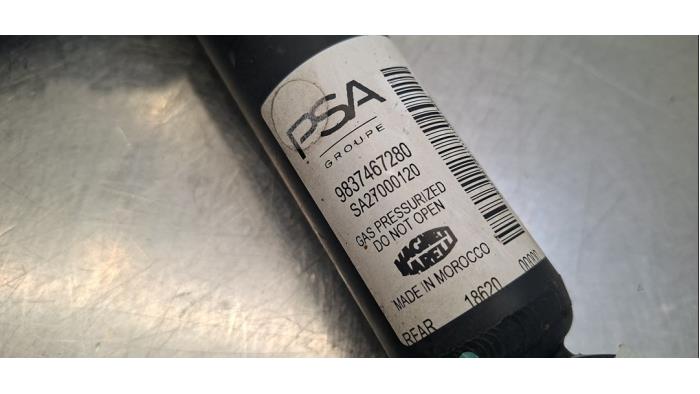 PSA
GROUPE
9837467280
SA27000120
GAS PRESSURIZED
DO NOT OPEN
MAGNETI
MARELLI
MADE IN MOROCCO
REAR 18620